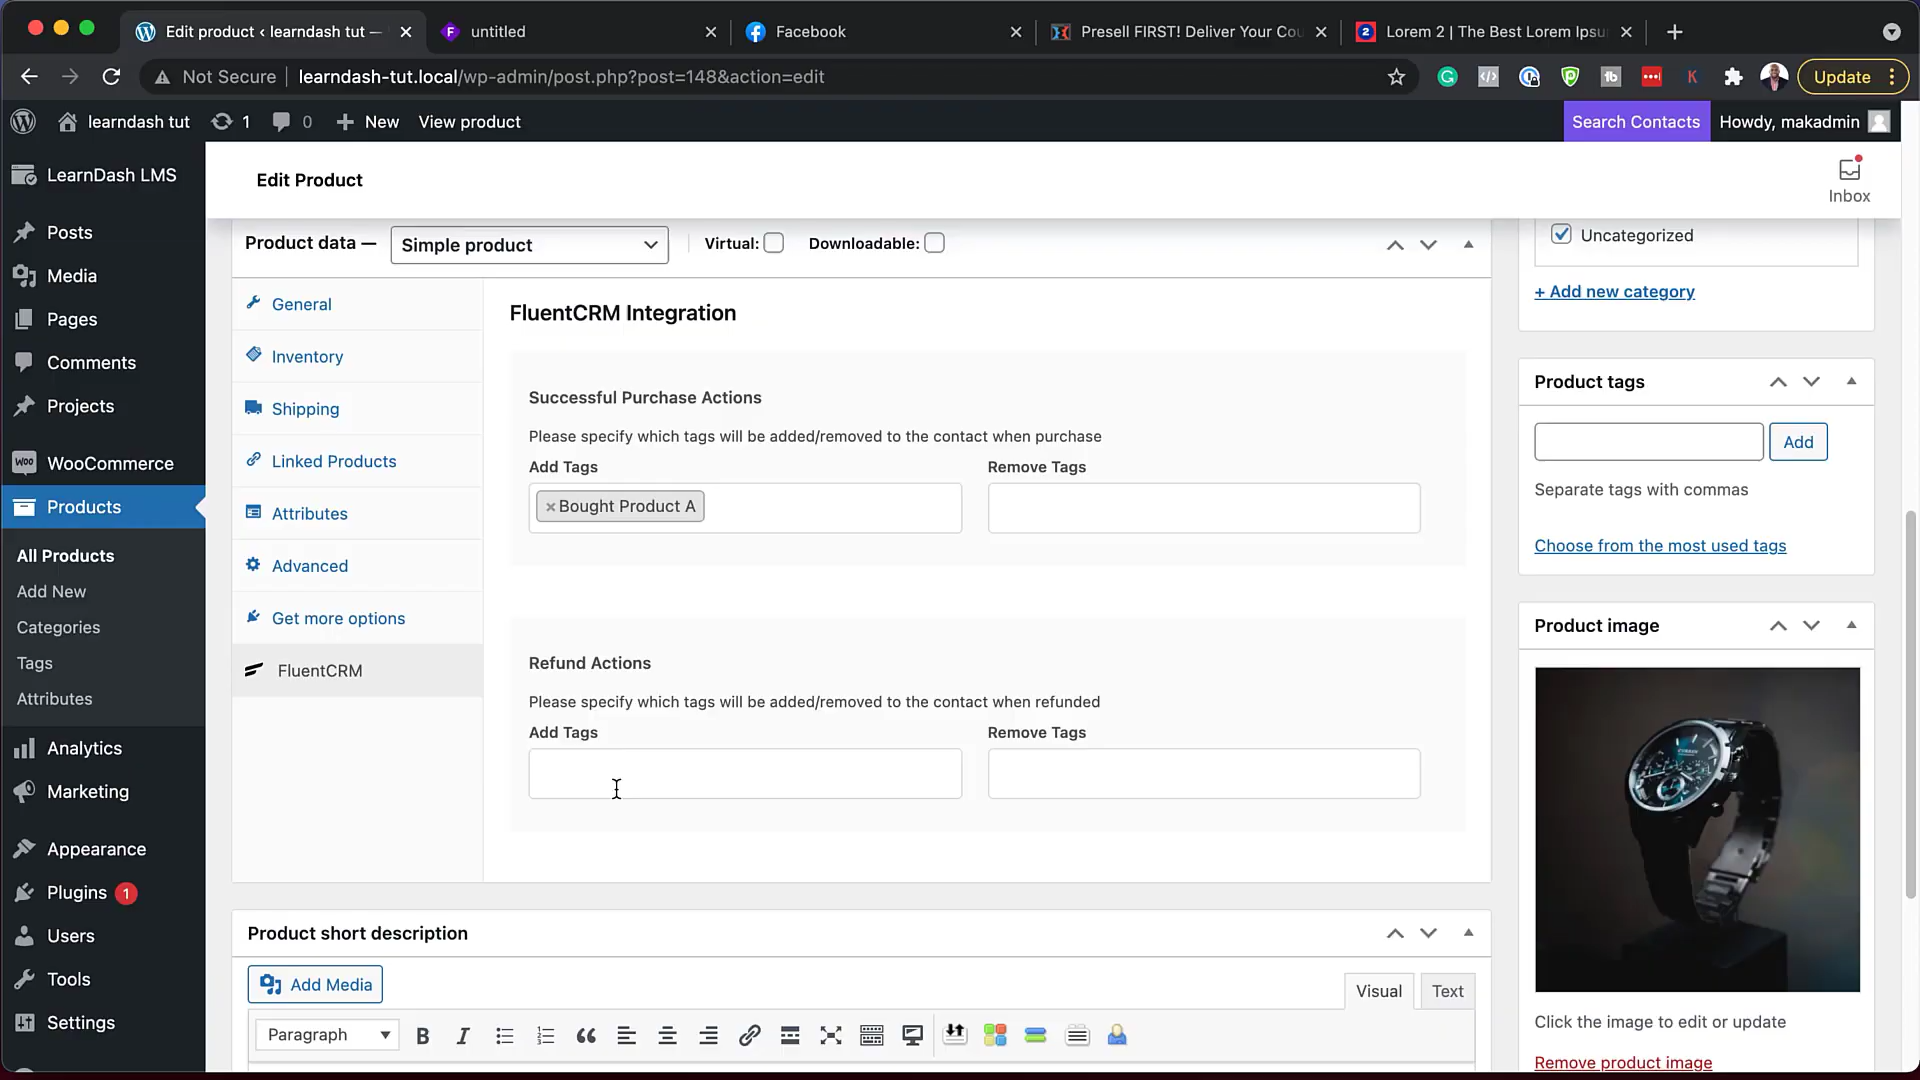 Edit product ‹ learndash tut —
untitled
Facebook
Presell FIRST! Deliver Your Cou
Lorem 2 | The Best Lorem Ipsu
Not Secure
learndash-tut.local/wp-admin/post.php?post=148&action=edit
Update
learndash tut
1
0
New
View product
Search Contacts
Howdy, makadmin
LearnDash LMS
Posts
Media
Pages
Comments
Projects
WooCommerce
Products
All Products
Add New
Categories
Tags
Attributes
Analytics
Marketing
Appearance
Plugins 1
Users
Tools
Settings
Edit Product
Inbox
Product data —
Simple product
Virtual:
Downloadable:
General
Inventory
Shipping
Linked Products
Attributes
Advanced
Get more options
FluentCRM
FluentCRM Integration
Successful Purchase Actions
Please specify which tags will be added/removed to the contact when purchase
Add Tags
Remove Tags
×Bought Product A
Refund Actions
Please specify which tags will be added/removed to the contact when refunded
Add Tags
Remove Tags
Product short description
Add Media
Visual
Text
Paragraph
B
I
Uncategorized
+ Add new category
Product tags
Add
Separate tags with commas
Choose from the most used tags
Product image
Click the image to edit or update
Remove product image